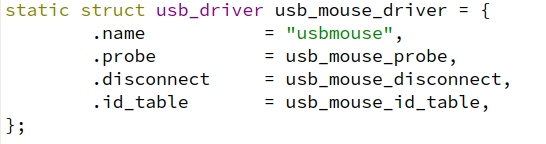 static struct usb_driver usb_mouse_driver = {
        .name           = "usbmouse",
        .probe          = usb_mouse_probe,
        .disconnect     = usb_mouse_disconnect,
        .id_table       = usb_mouse_id_table,
};